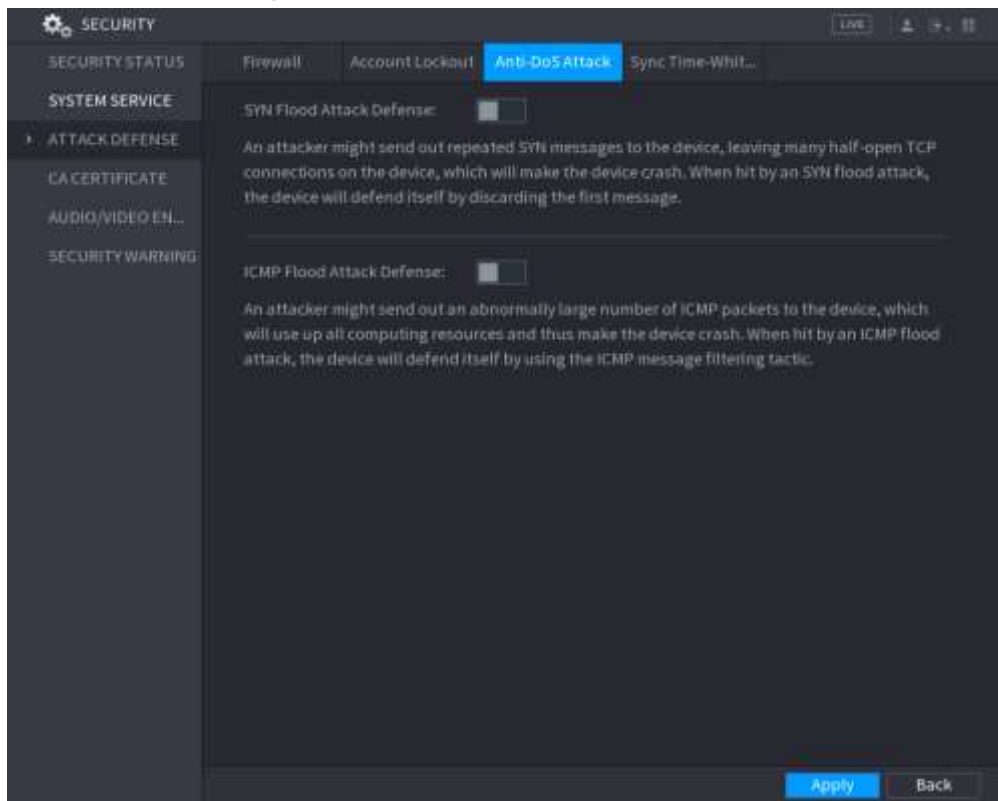 SECURITY
LIVE
SECURITY STATUS
Firewall
Account Lockout
Anti-DoS Attack
Sync Time-Whit...
SYSTEM SERVICE
SYN Flood Attack Defense:
ATTACK DEFENSE
An attacker might send out repeated SYN messages to the device, leaving many half-open TCP
connections on the device, which will make the device crash. When hit by an SYN flood attack,
the device will defend itself by discarding the first message.
CA CERTIFICATE
AUDIO/VIDEO EN...
SECURITY WARNING
ICMP Flood Attack Defense:
An attacker might send out an abnormally large number of ICMP packets to the device, which
will use up all computing resources and thus make the device crash. When hit by an ICMP flood
attack, the device will defend itself by using the ICMP message filtering tactic.
Apply
Back